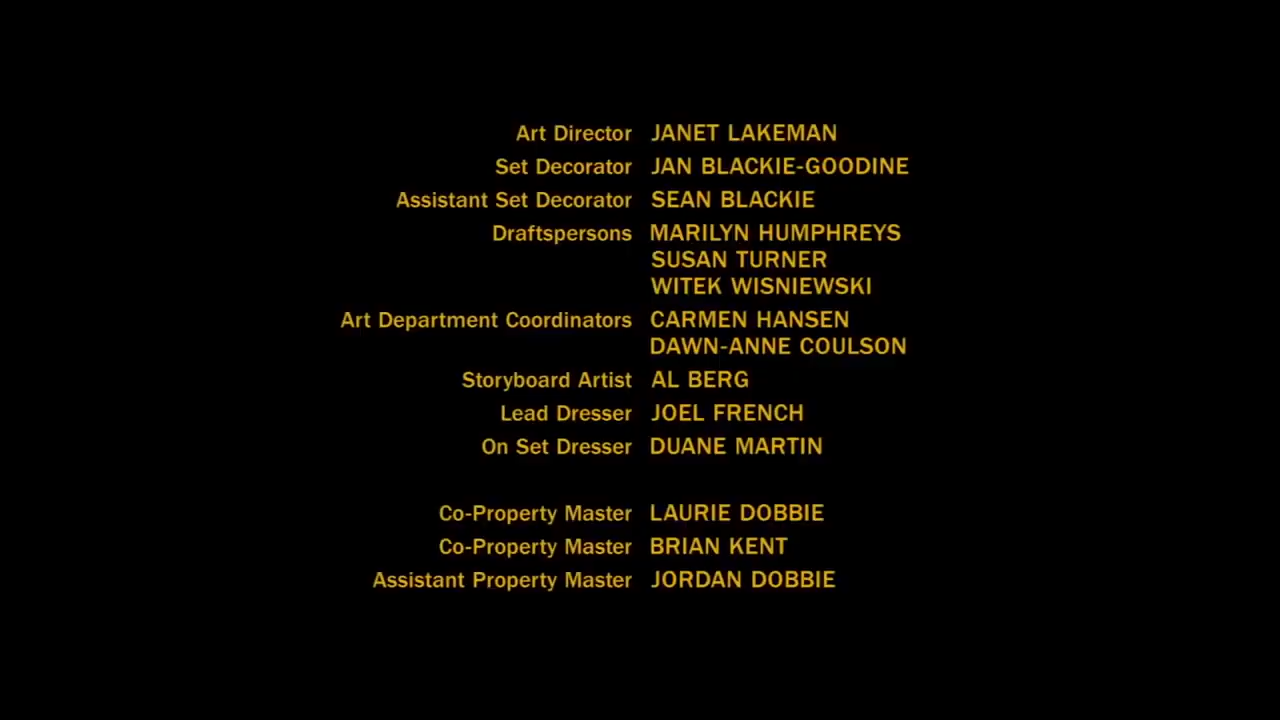 Art Director JANET LAKEMAN
Set Decorator JAN BLACKIE-GOODINE
Assistant Set Decorator SEAN BLACKIE
Draftspersons MARILYN HUMPHREYS
SUSAN TURNER
WITEK WISNIEWSKI
Art Department Coordinators CARMEN HANSEN
DAWN-ANNE COULSON
Storyboard Artist AL BERG
Lead Dresser JOEL FRENCH
On Set Dresser DUANE MARTIN
Co-Property Master LAURIE DOBBIE
Co-Property Master BRIAN KENT
Assistant Property Master JORDAN DOBBIE